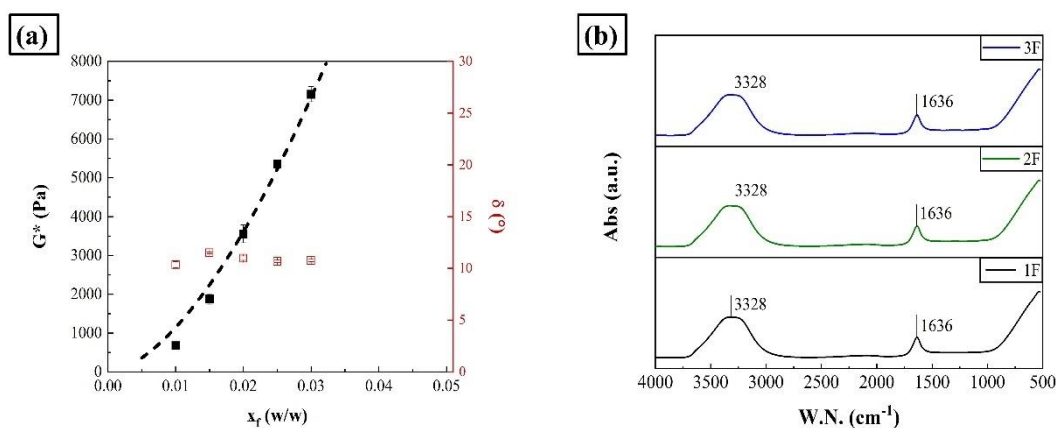 (a)
8000
7000
6000
5000
4000
3000
2000
1000
0
G* (Pa)
30
25
20
15
10
5
0
δ (°)
0.00 0.01 0.02 0.03 0.04 0.05
x_f (w/w)
(b)
3F
3328
1636
2F
3328
1636
1F
3328
1636
Abs (a.u.)
4000 3500 3000 2500 2000 1500 1000 500
W.N. (cm⁻¹)